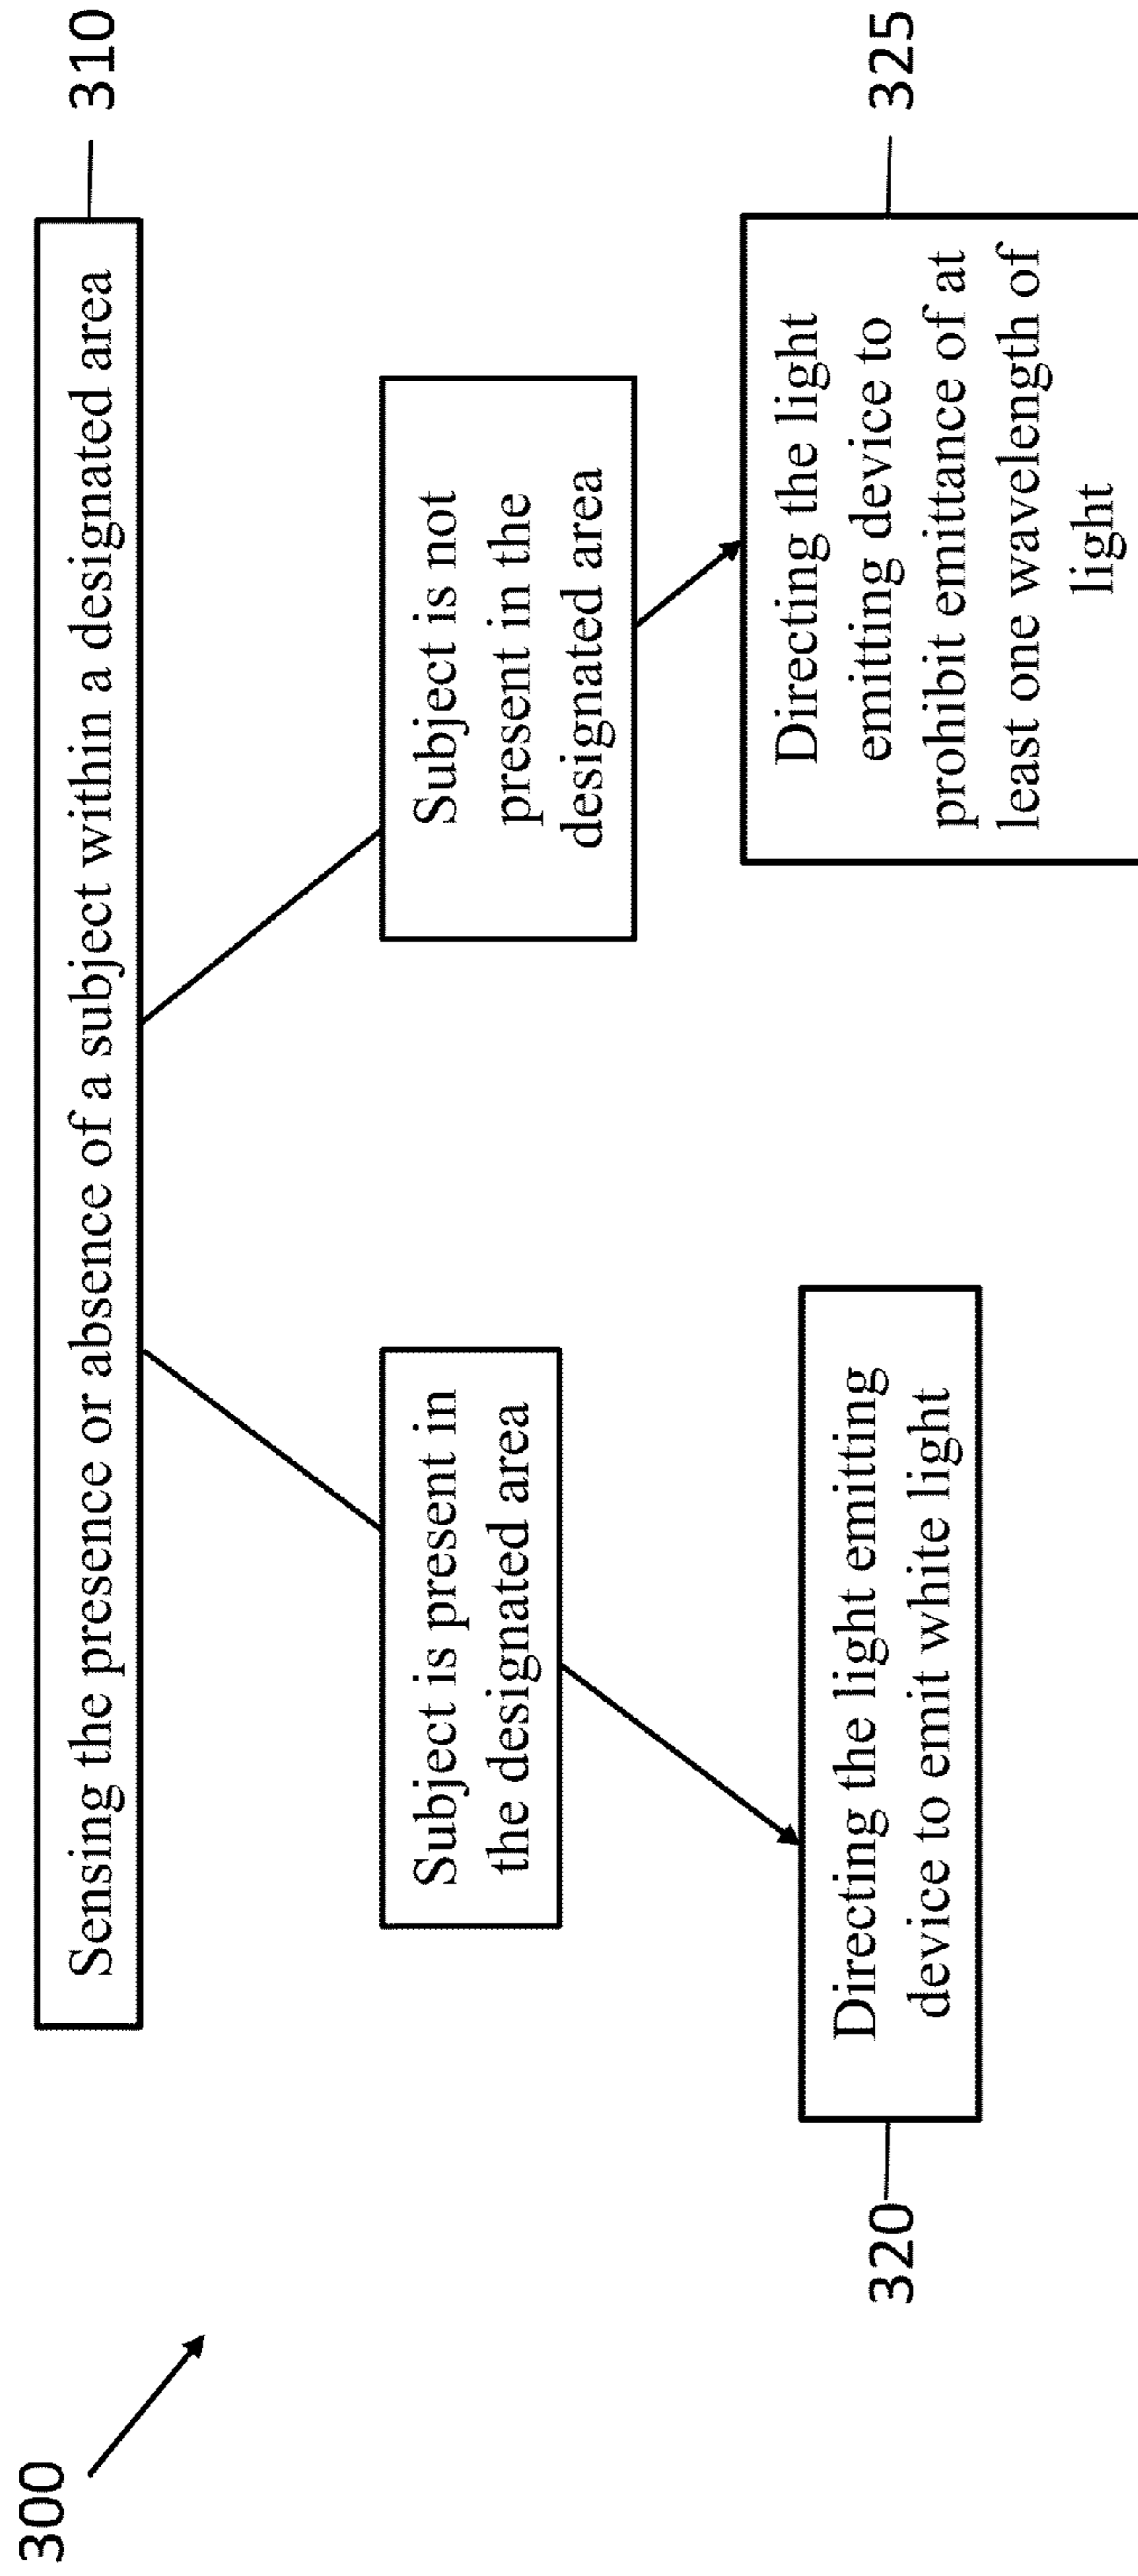 300
Sensing the presence or absence of a subject within a designated area
310
Subject is present in
the designated area
Subject is not
present in the
designated area
320
Directing the light emitting
device to emit white light
Directing the light
emitting device to
prohibit emittance of at
least one wavelength of
light
325